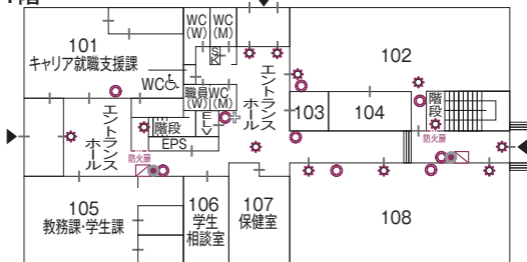 WC
(W)
WC
(M)
101
キャリア就職支援課
SK
102
WC
エントランス
ホール
職員WC
(W)(M)
103
104
階段
エントランス
ホール
階段
ELV
EPS
防火扉
防火扉
105
教務課・学生課
106
学生
相談室
107
保健室
108